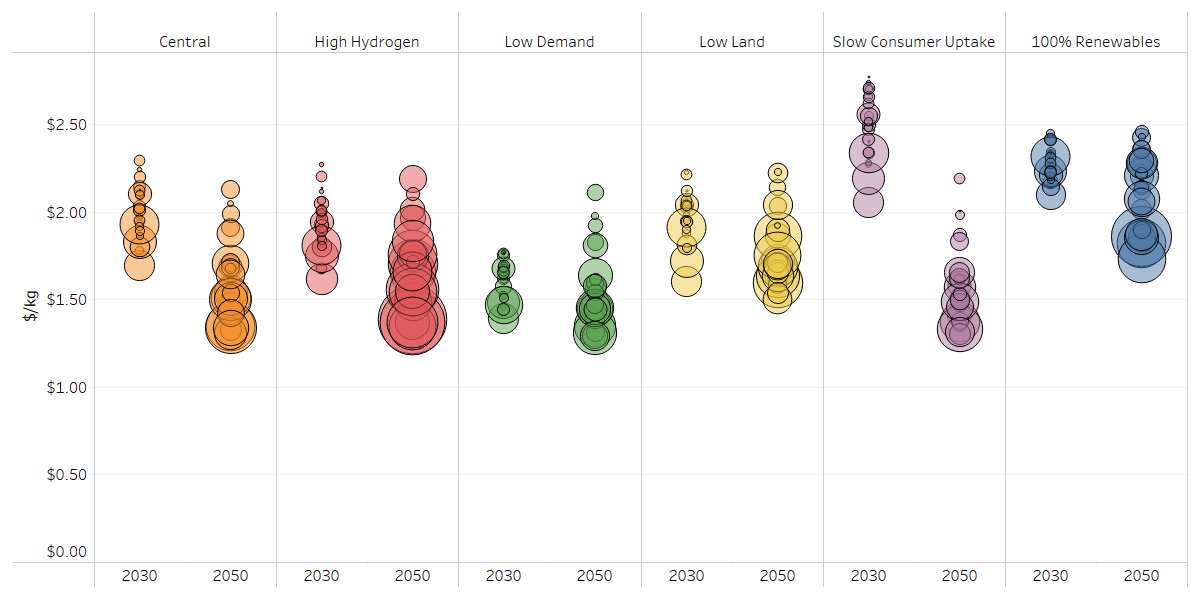 Central High Hydrogen Low Demand Low Land Slow Consumer Uptake 100% Renewables
$2.50
$2.00
$1.50
$/kg
$1.00
$0.50
$0.00
2030 2050 2030 2050 2030 2050 2030 2050 2030 2050 2030 2050